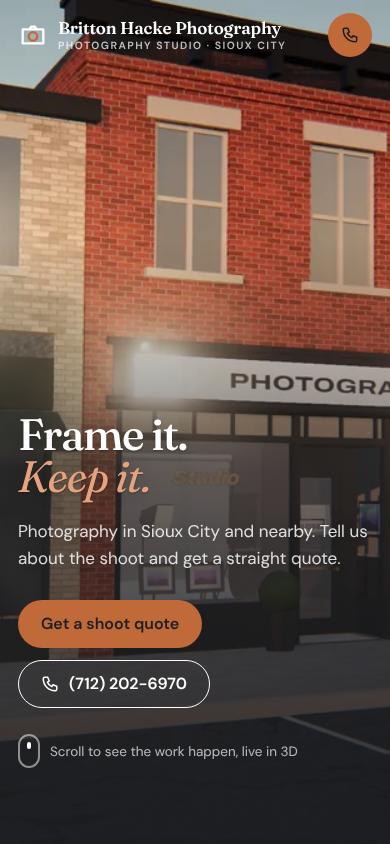 Britton Hacke Photography
PHOTOGRAPHY STUDIO · SIOUX CITY
PHOTOGRA
Frame it.
Keep it.
Studio
Photography in Sioux City and nearby. Tell us
about the shoot and get a straight quote.
Get a shoot quote
(712) 202-6970
Scroll to see the work happen, live in 3D